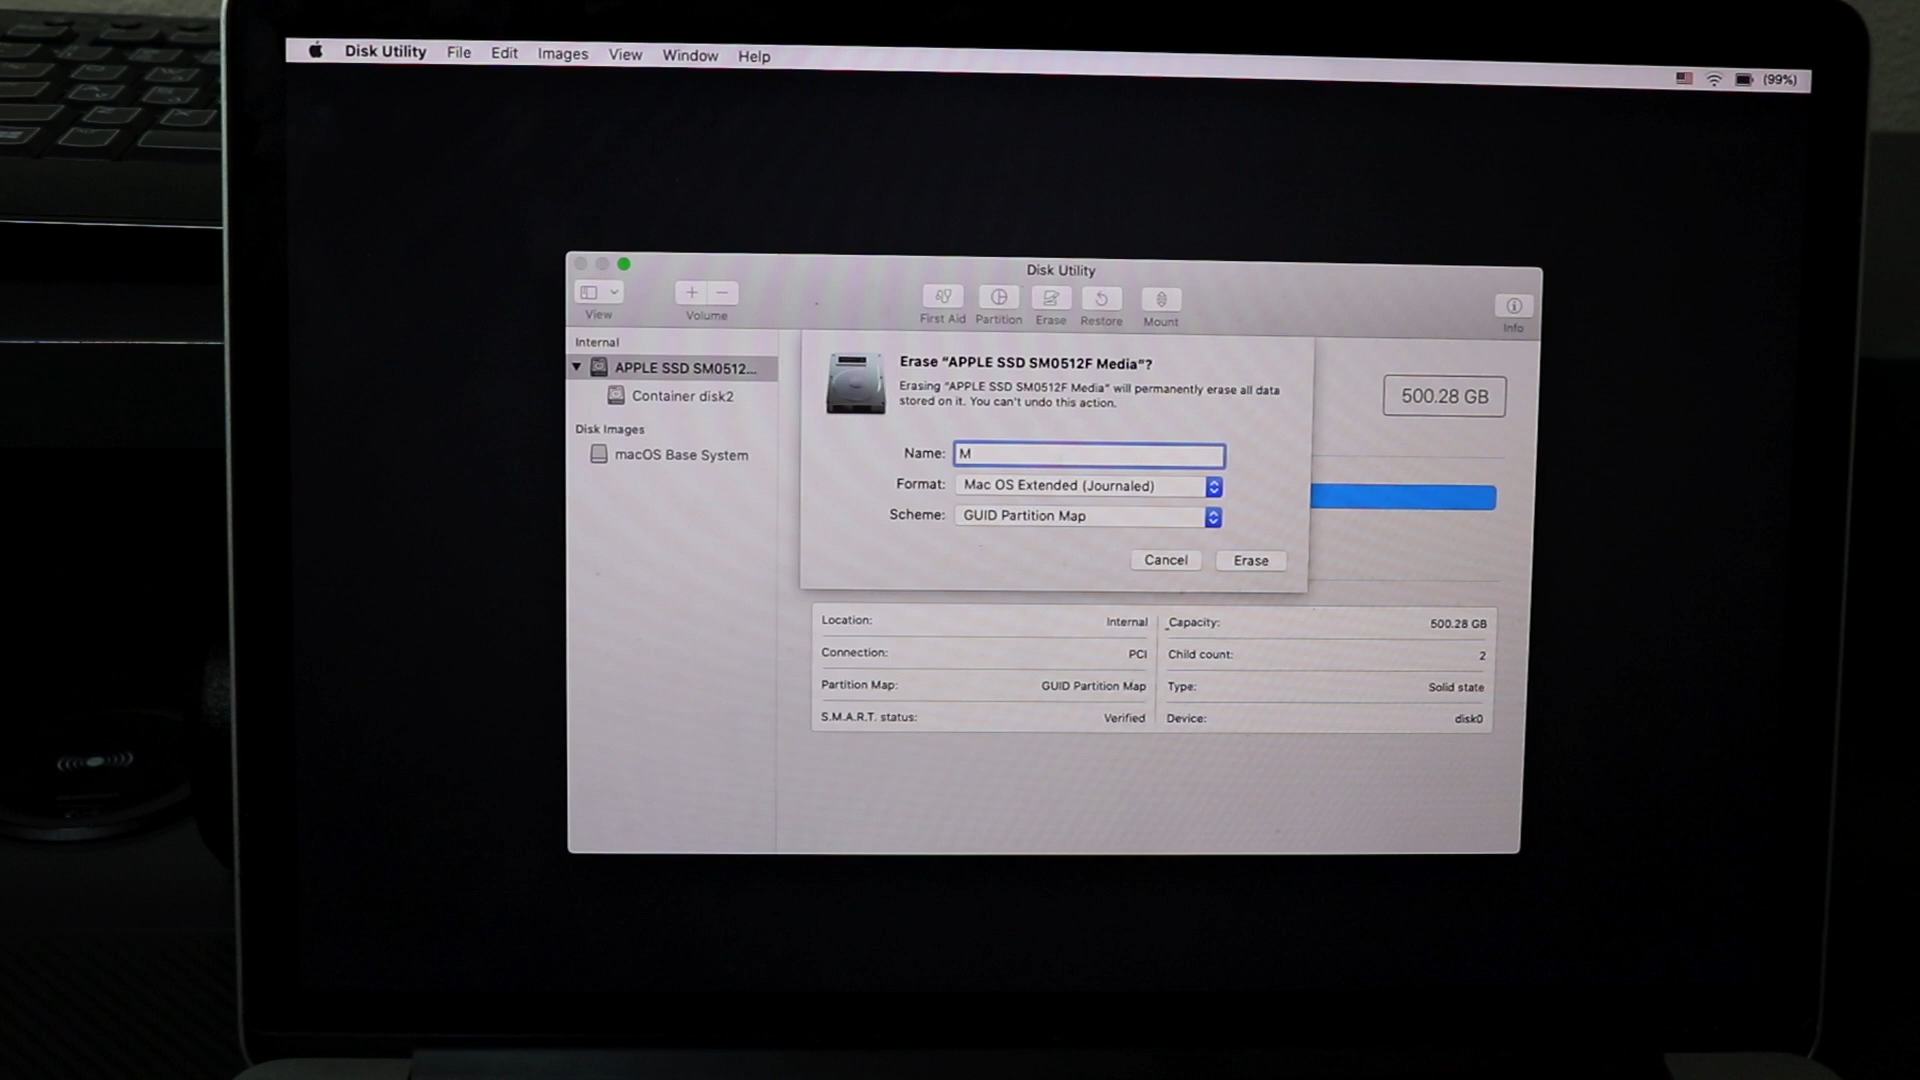 Disk Utility File Edit Images View Window Help
(99%)
Disk Utility
View
Volume
First Aid Partition Erase Restore Mount
Info
Internal
APPLE SSD SM0512...
Container disk2
Disk Images
macOS Base System
Erase “APPLE SSD SM0512F Media”?
Erasing “APPLE SSD SM0512F Media” will permanently erase all data
stored on it. You can't undo this action.
500.28 GB
Name: M
Format: Mac OS Extended (Journaled)
Scheme: GUID Partition Map
Cancel Erase
Location: Internal
Capacity: 500.28 GB
Connection: PCI
Child count: 2
Partition Map: GUID Partition Map
Type: Solid state
S.M.A.R.T. status: Verified
Device: disk0